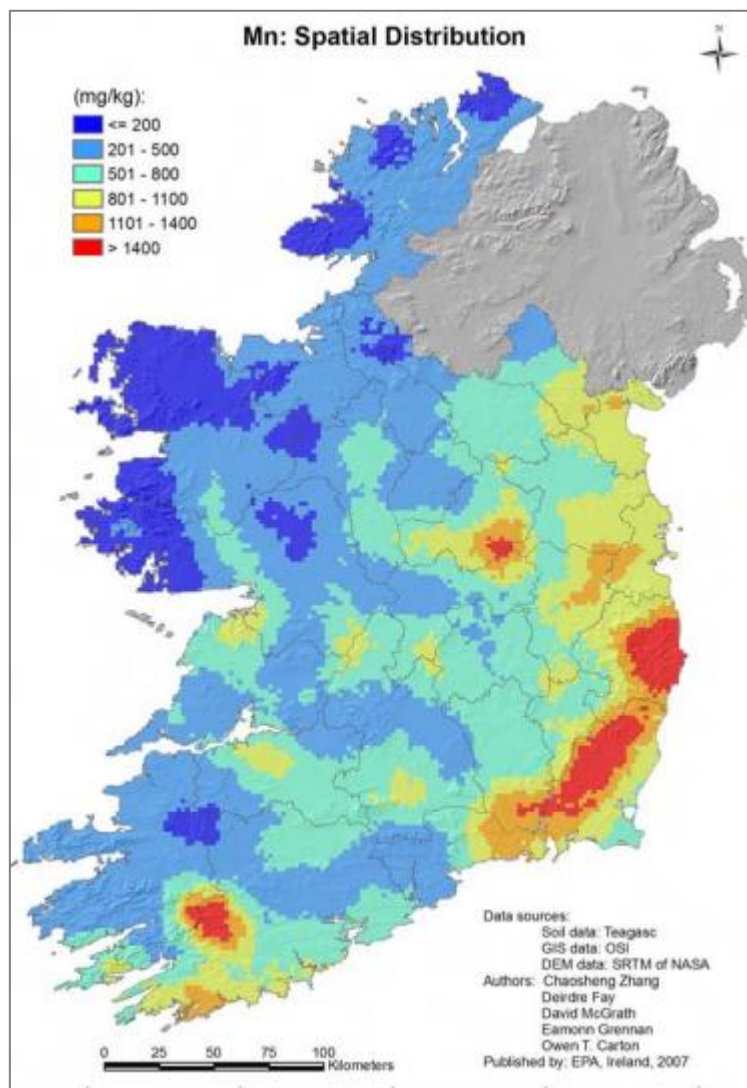 Mn: Spatial Distribution
N
(mg/kg):
<= 200
201 - 500
501 - 800
801 - 1100
1101 - 1400
> 1400
Data sources:
Soil data: Teagasc
GIS data: OSI
DEM data: SRTM of NASA
Authors: Chaosheng Zhang
Deirdre Fay
David McGrath
Eamonn Grennan
Owen T. Carton
Published by: EPA, Ireland, 2007
0 25 50 75 100
Kilometers